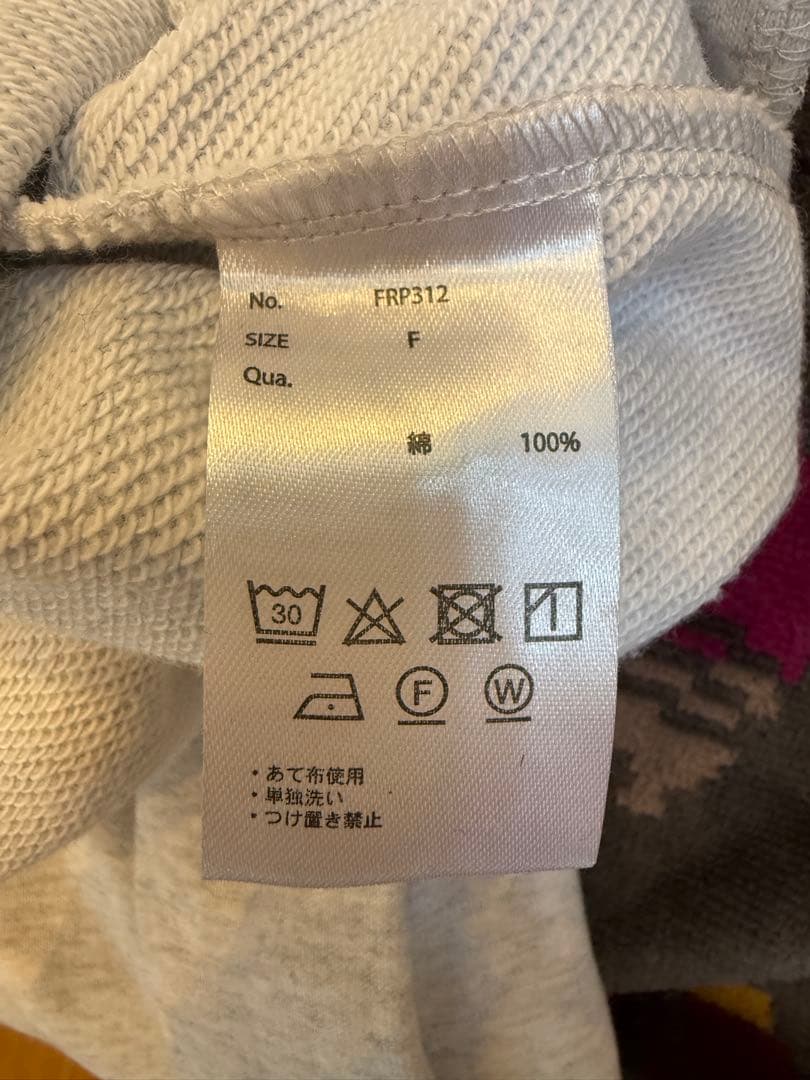 No. FRP312
SIZE F
Qua.
綿 100%
30
F W
・あて布使用
・単独洗い
・つけ置き禁止